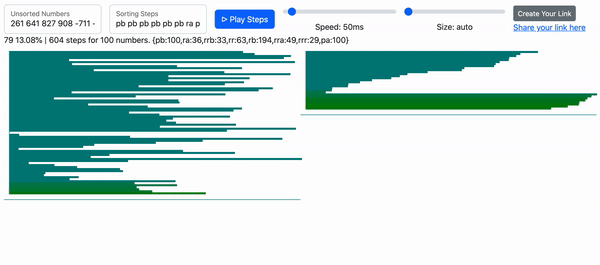 Unsorted Numbers
261 641 827 908 -711 -
Sorting Steps
pb pb pb pb pb ra p
▷ Play Steps
Speed: 50ms
Size: auto
Create Your Link
Share your link here
79 13.08% | 604 steps for 100 numbers. {pb:100,ra:36,rrb:33,rr:63,rb:194,rra:49,rrr:29,pa:100}